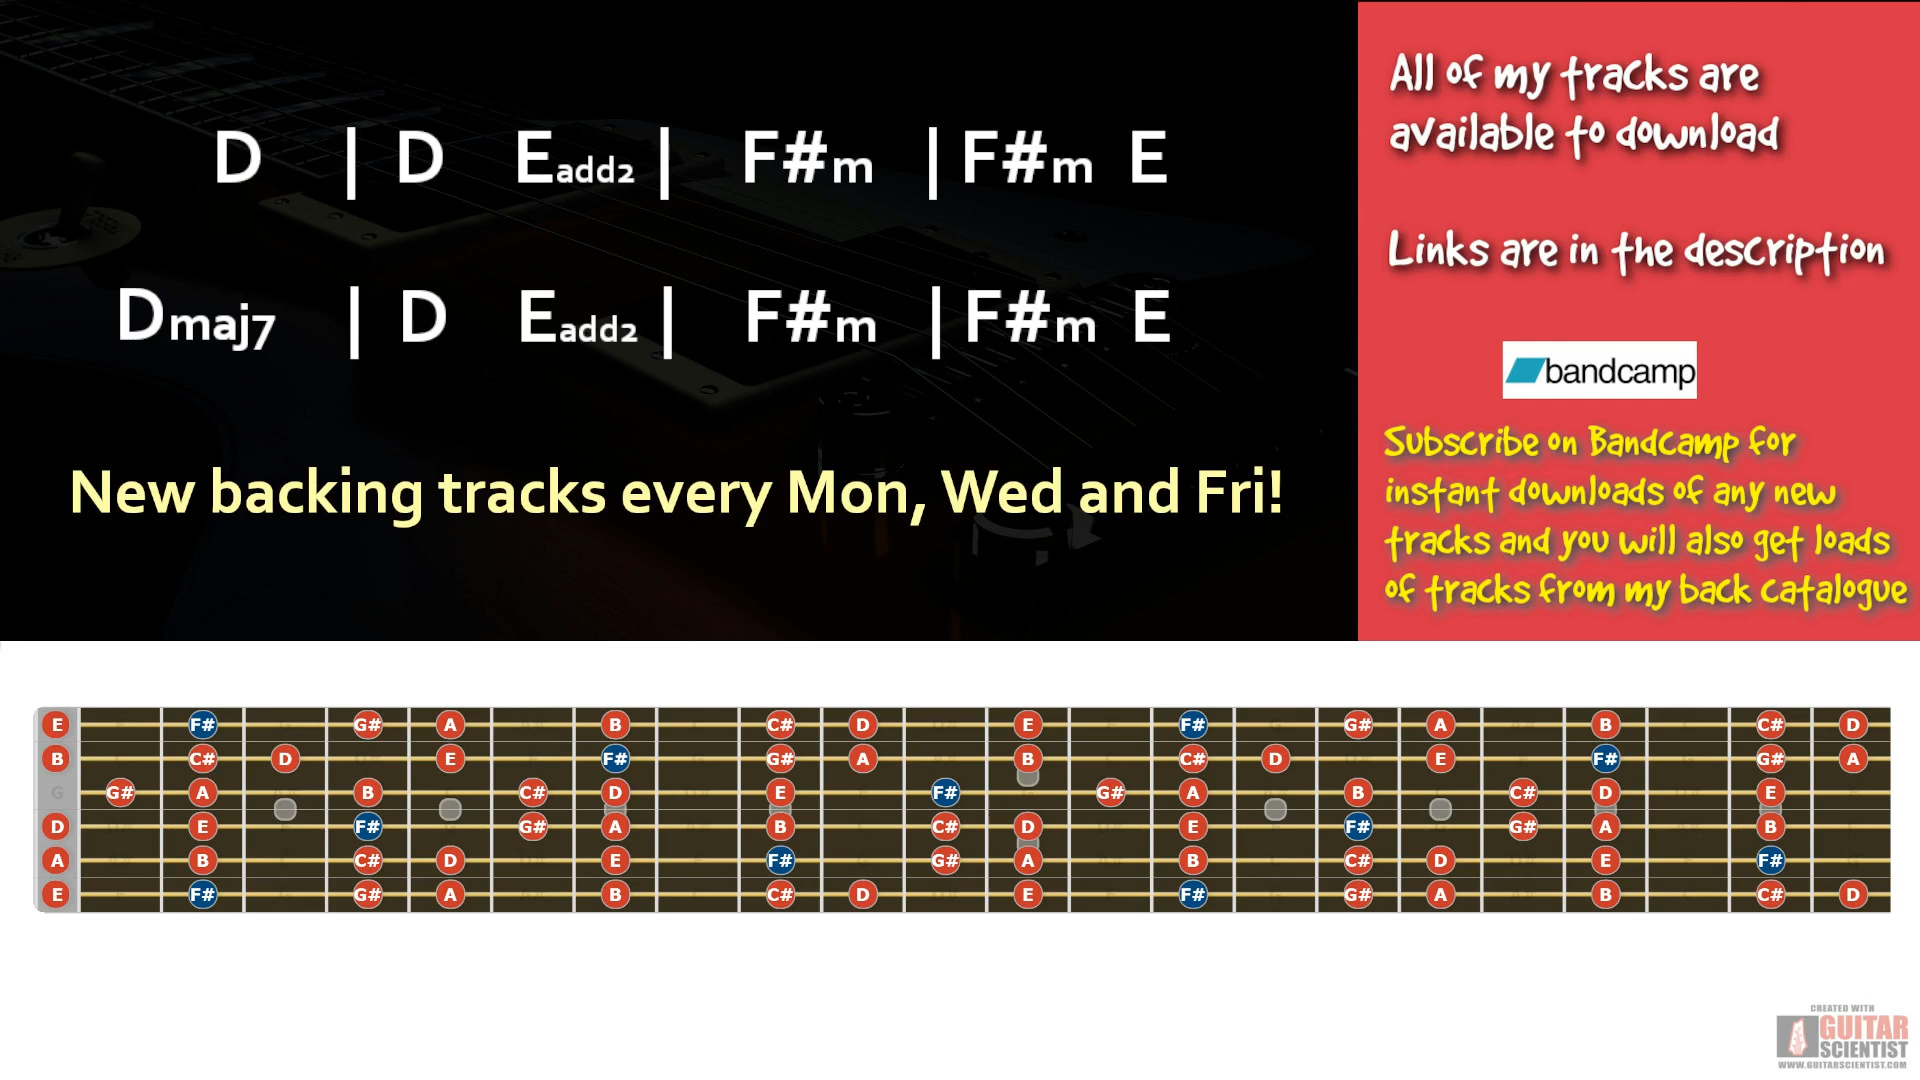 D | D Eadd2 | F#m | F#m E
Dmaj7 | D Eadd2 | F#m | F#m E
New backing tracks every Mon, Wed and Fri!
All of my tracks are
available to download
Links are in the description
bandcamp
Subscribe on Bandcamp for
instant downloads of any new
tracks and you will also get loads
of tracks from my back catalogue
E F# G# A B C# D E F# G# A B C# D
B C# D E F# G# A B C# D E F# G# A
G G# A B C# D E F# G# A B C# D E
D E F# G# A B C# D E F# G# A B
A B C# D E F# G# A B C# D E F#
E F# G# A B C# D E F# G# A B C# D
CREATED WITH
GUITAR
SCIENTIST
WWW.GUITARSCIENTIST.COM